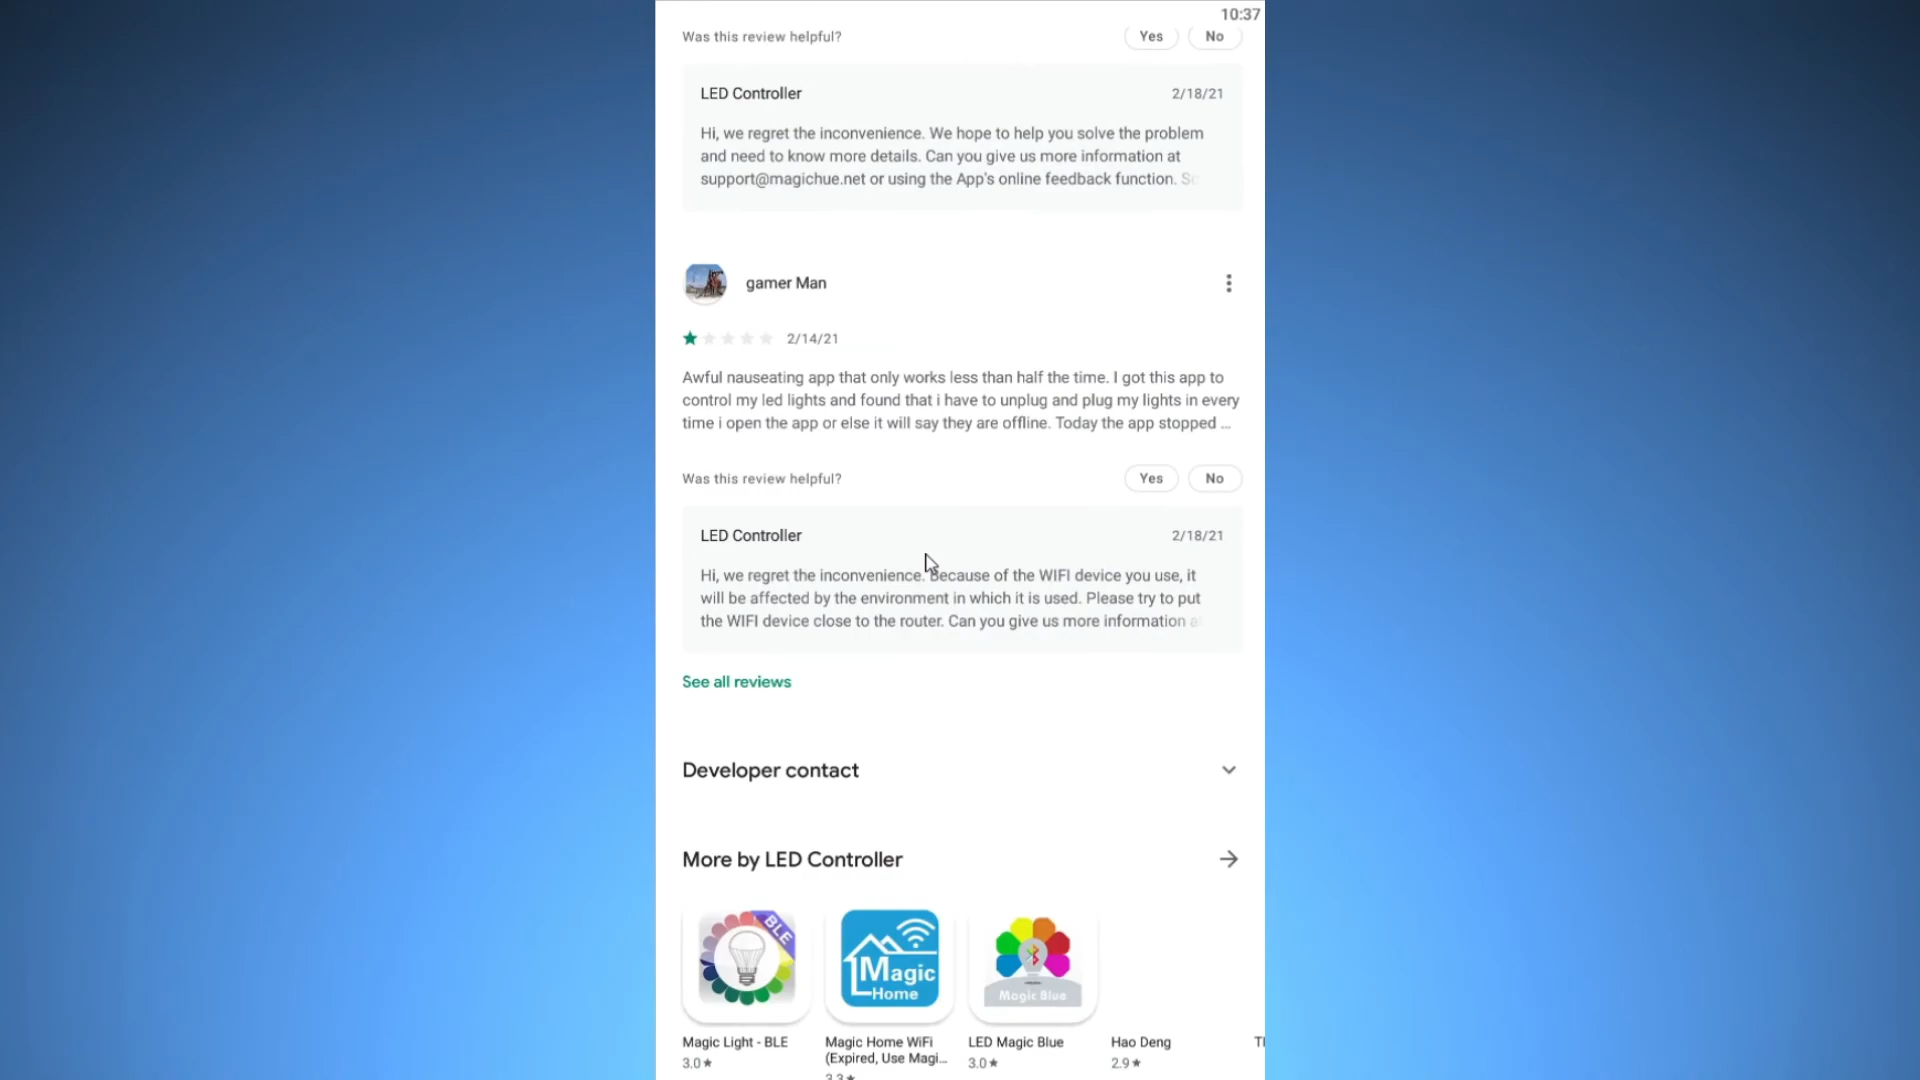 10:37
Was this review helpful?
Yes
No
LED Controller
2/18/21
Hi, we regret the inconvenience. We hope to help you solve the problem
and need to know more details. Can you give us more information at
support@magichue.net or using the App's online feedback function. So
gamer Man
2/14/21
Awful nauseating app that only works less than half the time. I got this app to
control my led lights and found that i have to unplug and plug my lights in every
time i open the app or else it will say they are offline. Today the app stopped ...
Was this review helpful?
Yes
No
LED Controller
2/18/21
Hi, we regret the inconvenience. Because of the WIFI device you use, it
will be affected by the environment in which it is used. Please try to put
the WIFI device close to the router. Can you give us more information a
See all reviews
Developer contact
More by LED Controller
BLE
Magic
Home
Magic Blue
Magic Light - BLE
3.0★
Magic Home WiFi
(Expired, Use Magi...
3.3★
LED Magic Blue
3.0★
Hao Deng
2.9★